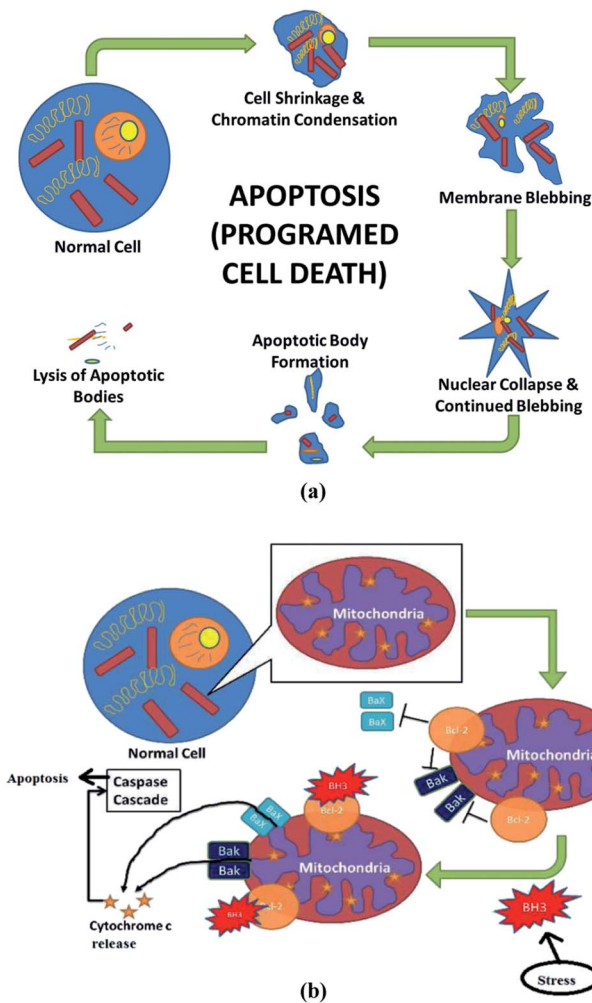 Cell Shrinkage &
Chromatin Condensation
Normal Cell
APOPTOSIS
(PROGRAMED
CELL DEATH)
Membrane Blebbing
Nuclear Collapse &
Continued Blebbing
Apoptotic Body
Formation
Lysis of Apoptotic
Bodies
(a)
Mitochondria
Normal Cell
BaX
BaX
Bcl-2
Mitochondria
Bak
Bak
Bcl-2
BH3
Stress
BH3
Bcl-2
BaX
BaX
Bak
Bak
Mitochondria
BH3
cl-2
Cytochrome c
release
Caspase
Cascade
Apoptosis
(b)